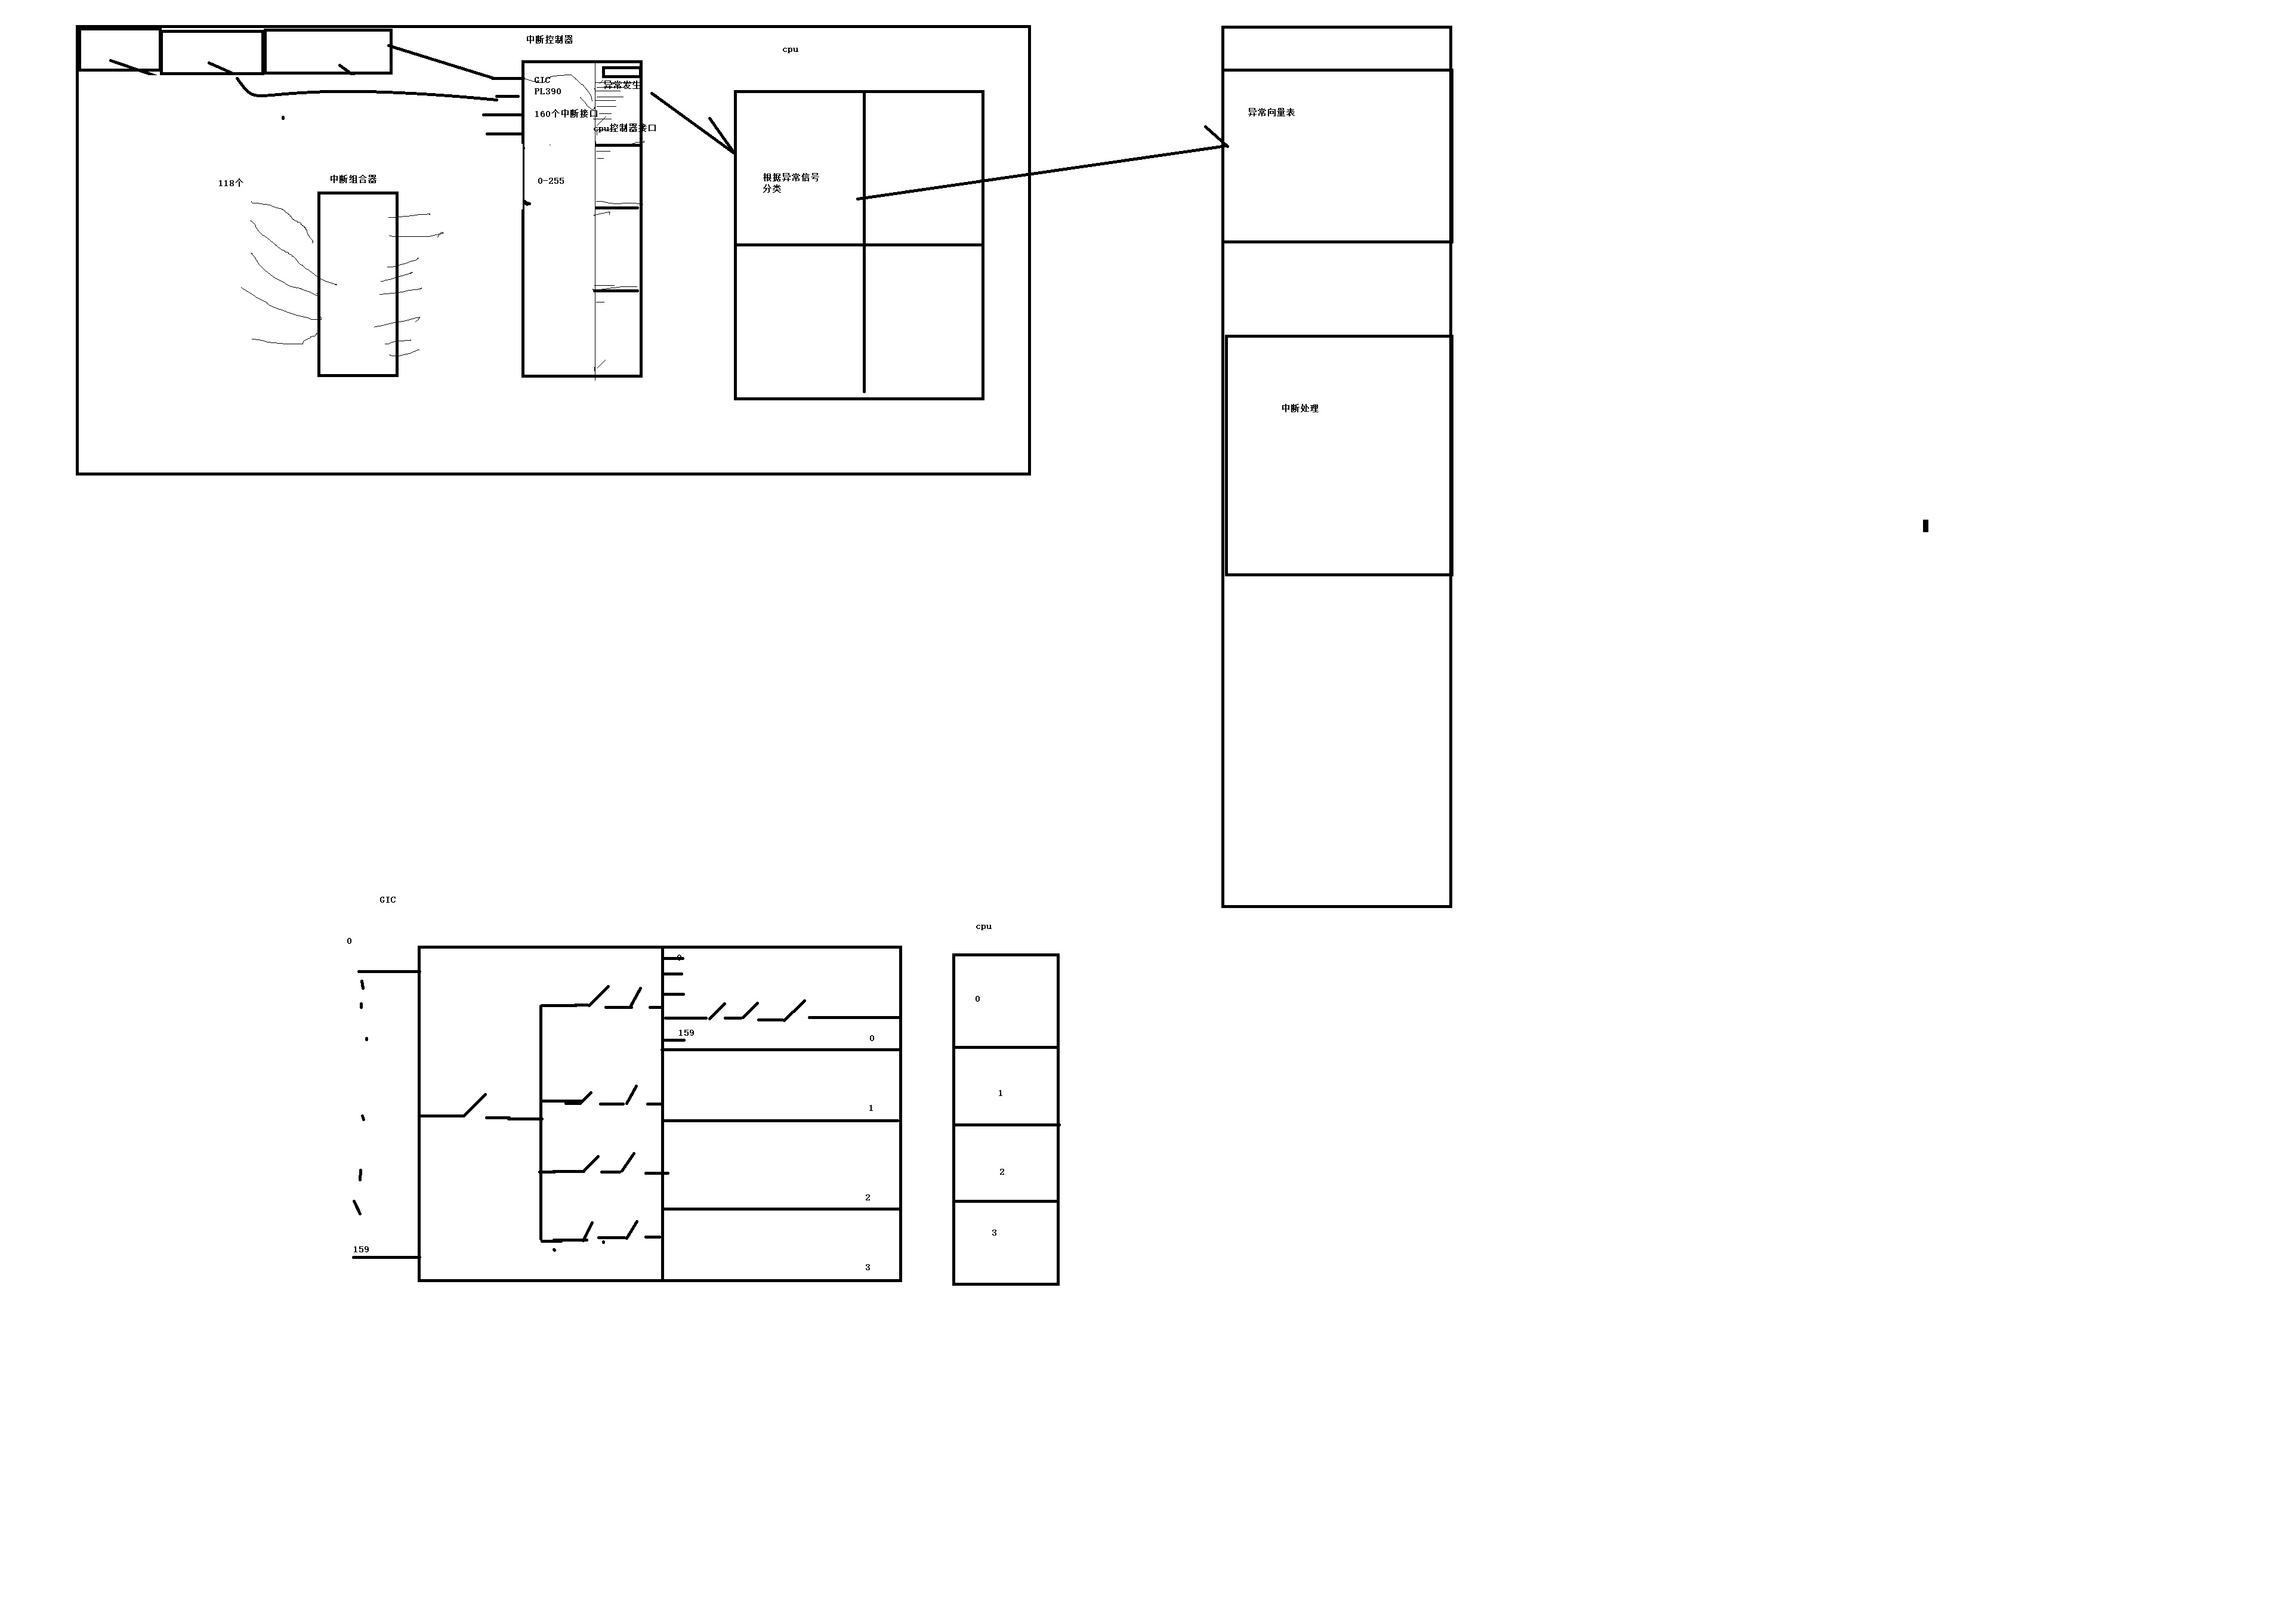 中断控制器
cpu
GIC
异常发生
PL390
160个中断接口
cpu控制器接口
异常向量表
118个
中断组合器
0-255
根据异常信号
分类
中断处理
GIC
cpu
0
0
0
159
0
1
1
2
2
3
159
3